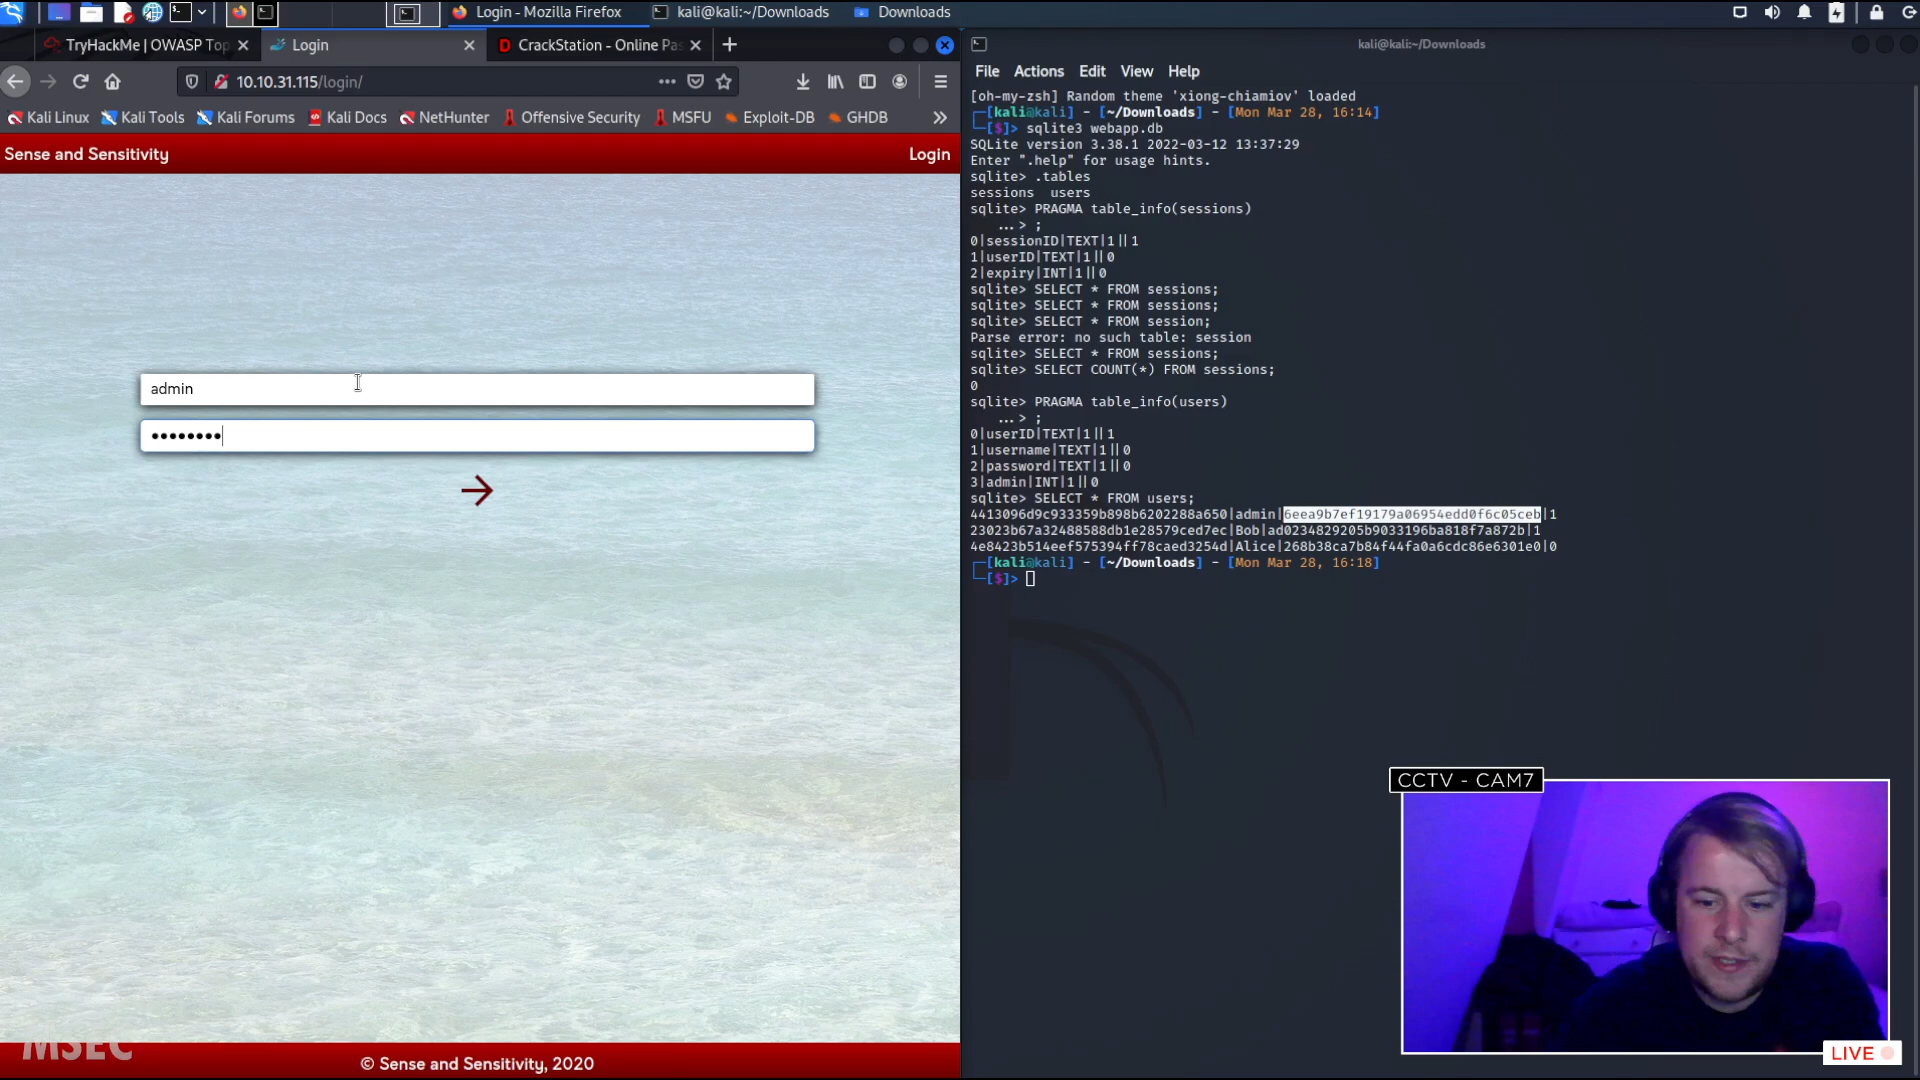 Login - Mozilla Firefox
kali@kali:~/Downloads
Downloads
TryHackMe | OWASP Top
Login
CrackStation - Online Pas
10.10.31.115/login/
Kali Linux
Kali Tools
Kali Forums
Kali Docs
NetHunter
Offensive Security
MSFU
Exploit-DB
GHDB
Sense and Sensitivity
Login
admin
••••••••
MSEC
© Sense and Sensitivity, 2020
kali@kali:~/Downloads
File Actions Edit View Help
[oh-my-zsh] Random theme 'xiong-chiamiov' loaded
┌─[kali@kali] - [~/Downloads] - [Mon Mar 28, 16:14]
└─[$]> sqlite3 webapp.db
SQLite version 3.38.1 2022-03-12 13:37:29
Enter ".help" for usage hints.
sqlite> .tables
sessions users
sqlite> PRAGMA table_info(sessions)
...> ;
0|sessionID|TEXT|1||1
1|userID|TEXT|1||0
2|expiry|INT|1||0
sqlite> SELECT * FROM sessions;
sqlite> SELECT * FROM sessions;
sqlite> SELECT * FROM session;
Parse error: no such table: session
sqlite> SELECT * FROM sessions;
sqlite> SELECT COUNT(*) FROM sessions;
0
sqlite> PRAGMA table_info(users)
...> ;
0|userID|TEXT|1||1
1|username|TEXT|1||0
2|password|TEXT|1||0
3|admin|INT|1||0
sqlite> SELECT * FROM users;
4413096d9c933359b898b6202288a650|admin|6eea9b7ef19179a06954edd0f6c05ceb|1
23023b67a32488588db1e28579ced7ec|Bob|ad0234829205b9033196ba818f7a872b|1
4e8423b514eef575394ff78caed3254d|Alice|268b38ca7b84f44fa0a6cdc86e6301e0|0
┌─[kali@kali] - [~/Downloads] - [Mon Mar 28, 16:18]
└─[$]>
CCTV - CAM7
LIVE